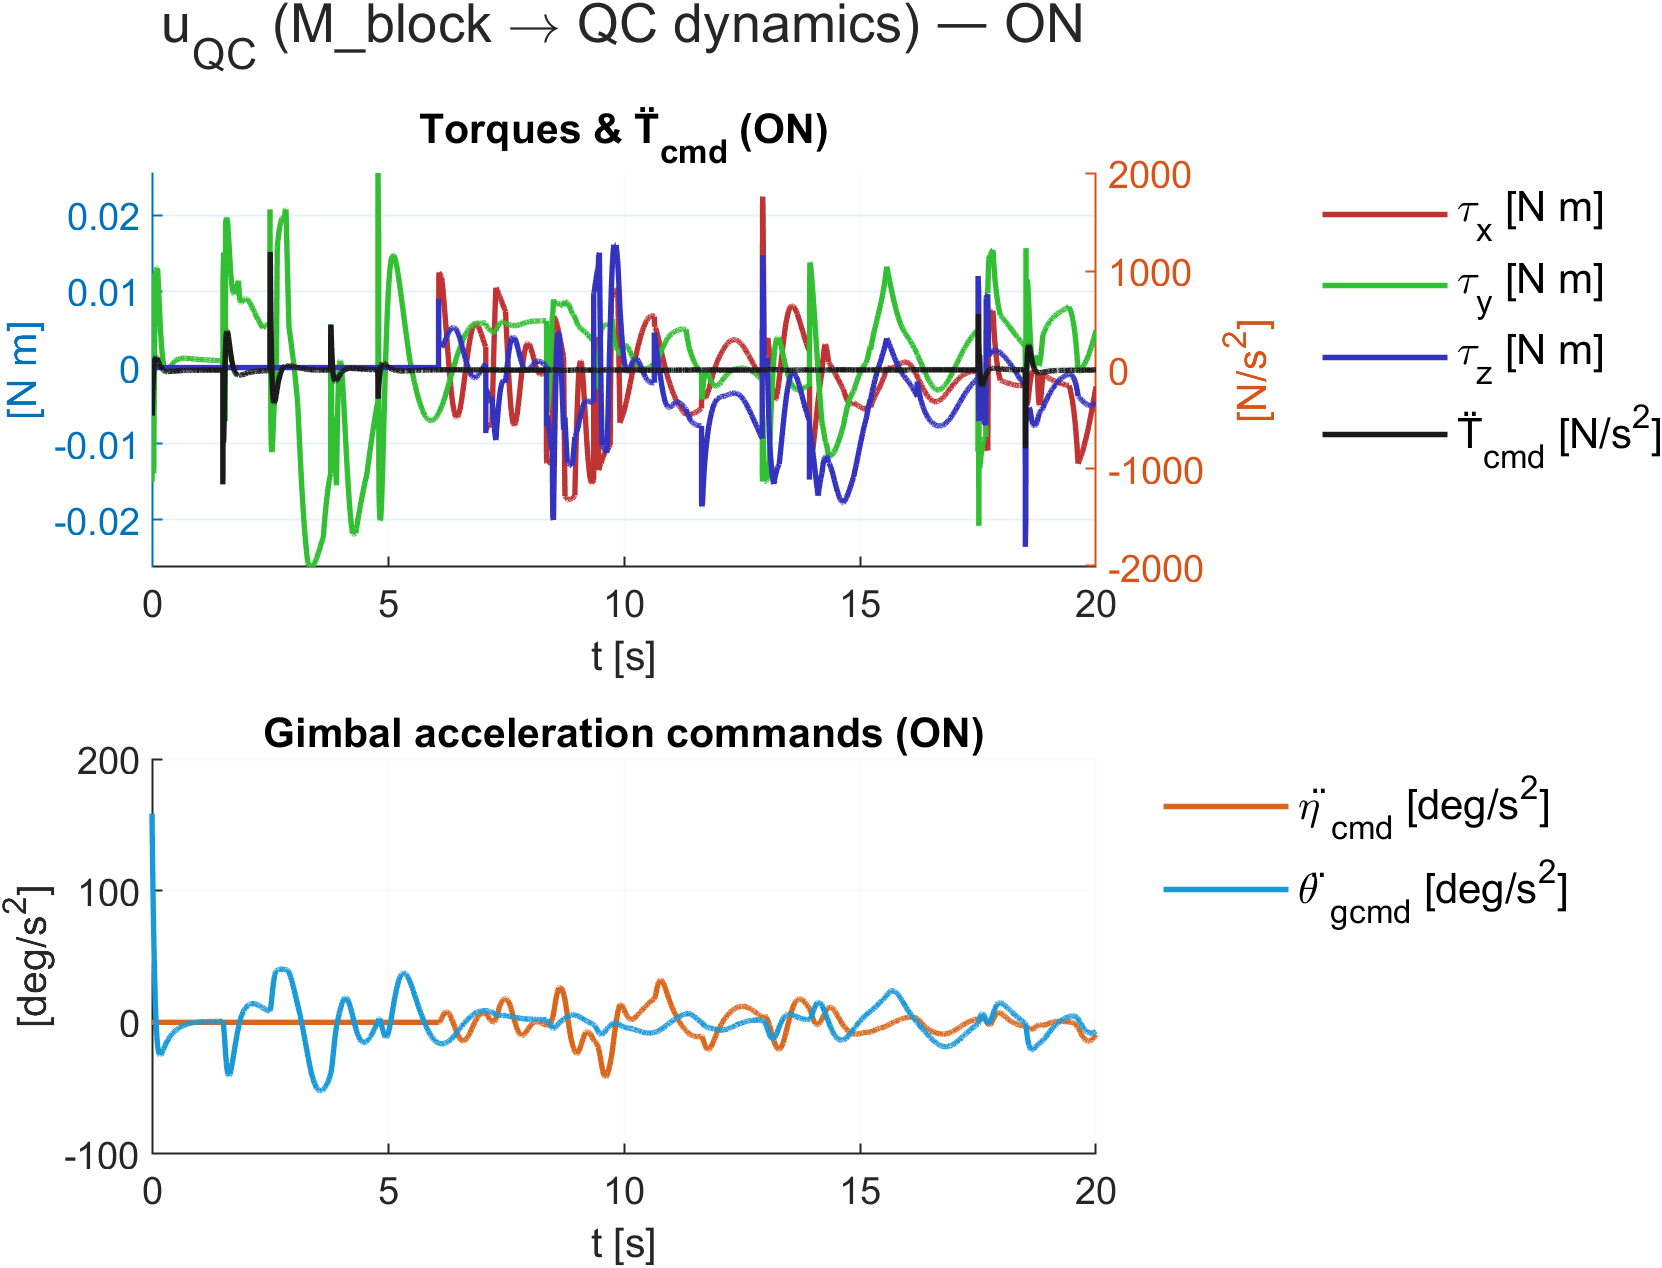 u_QC (M_block → QC dynamics) — ON
Torques & T̈_cmd (ON)
[N m]
0.02
0.01
0
-0.01
-0.02
2000
1000
0
-1000
-2000
[N/s²]
0 5 10 15 20
t [s]
τ_x [N m]
τ_y [N m]
τ_z [N m]
T̈_cmd [N/s²]
Gimbal acceleration commands (ON)
[deg/s²]
200
100
0
-100
0 5 10 15 20
t [s]
η̈_cmd [deg/s²]
θ̈_gcmd [deg/s²]